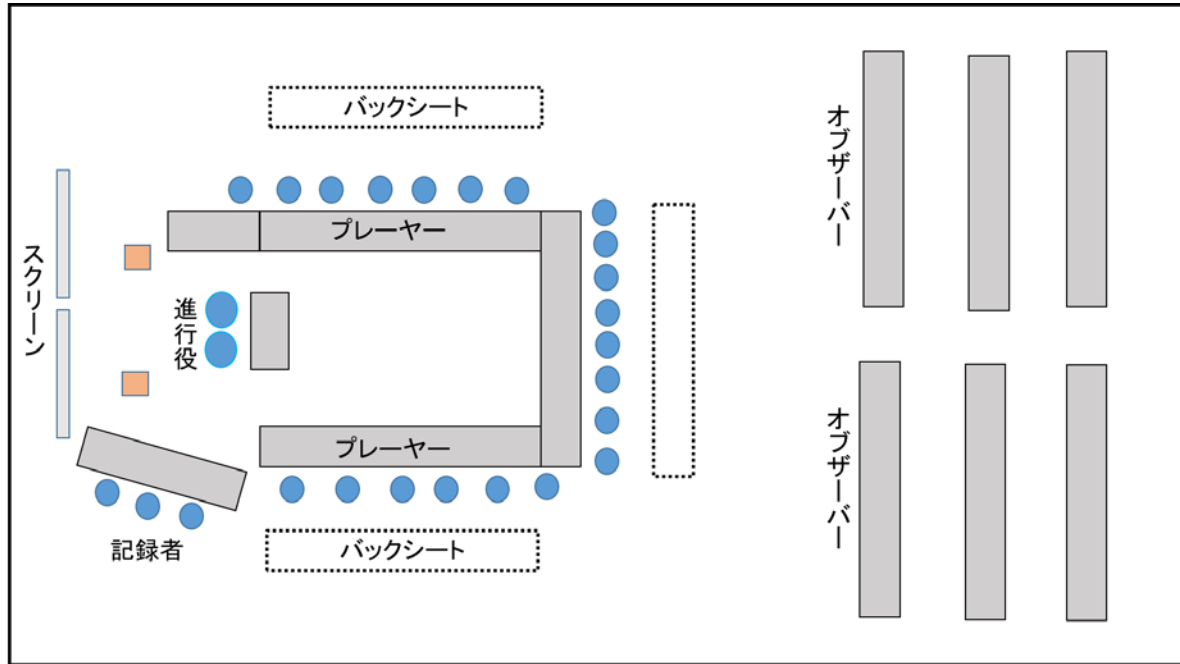 バックシート
オブザーバー
プレーヤー
スクリーン
進行役
プレーヤー
オブザーバー
記録者
バックシート